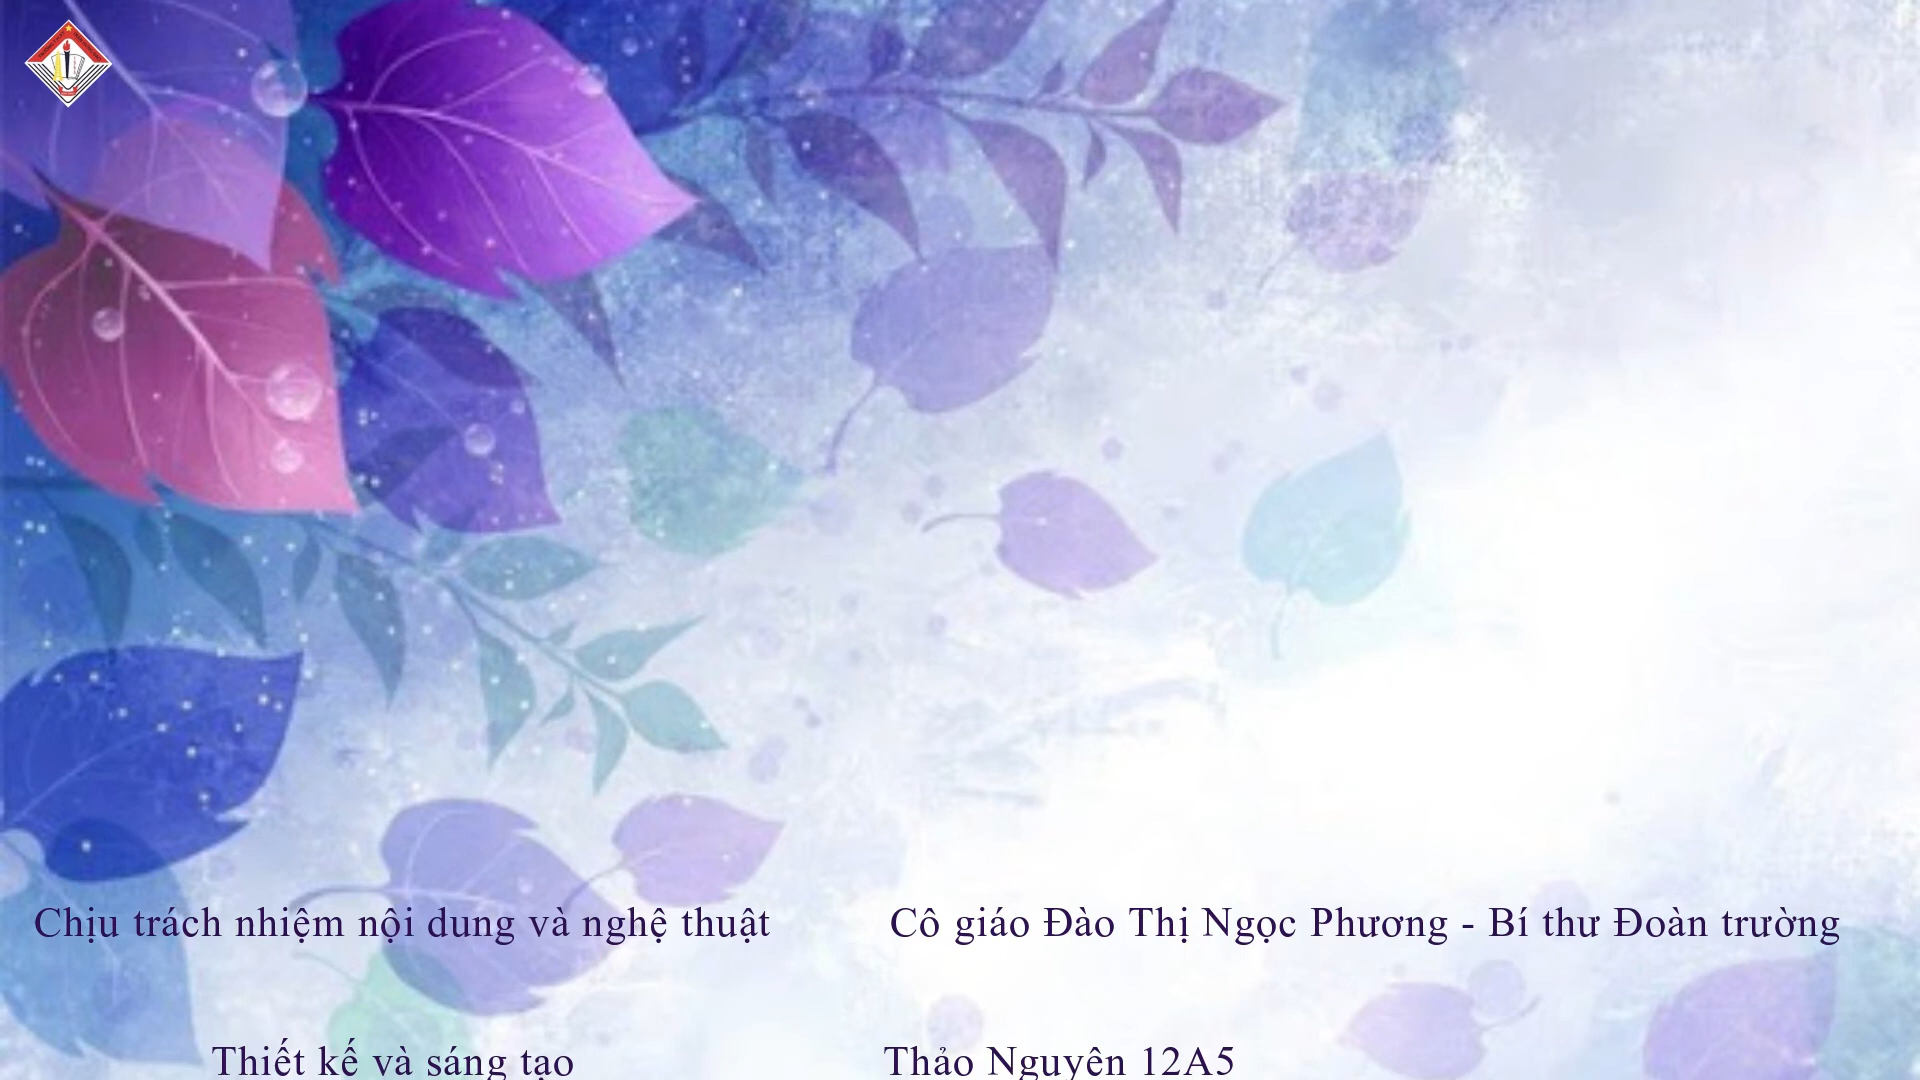 Chịu trách nhiệm nội dung và nghệ thuật
Cô giáo Đào Thị Ngọc Phương - Bí thư Đoàn trường
Thiết kế và sáng tạo
Thảo Nguyên 12A5